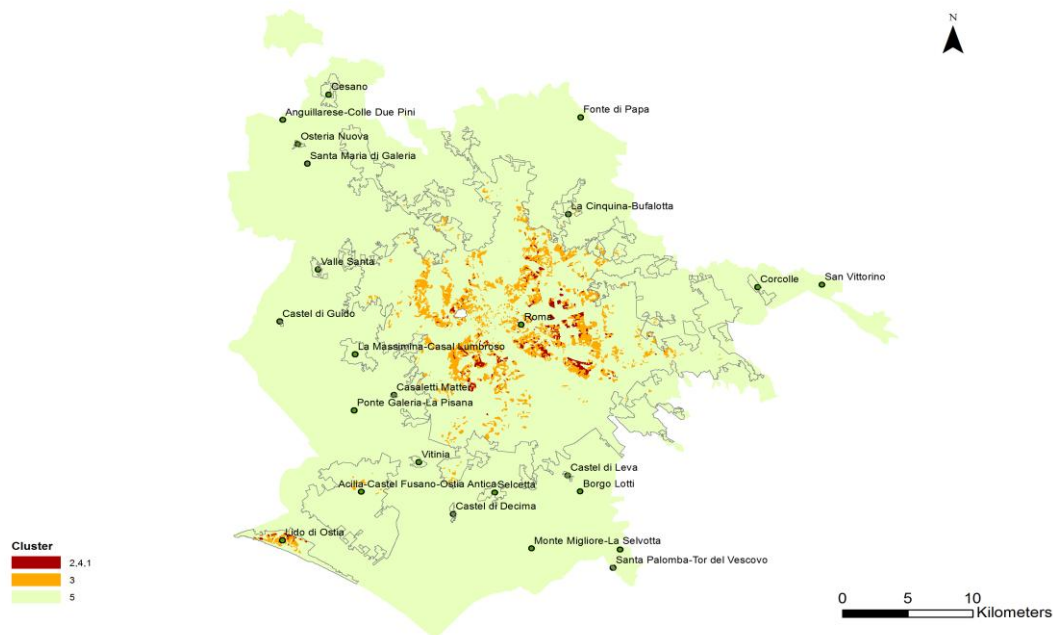 N
Cesano
Anguillarese-Colle Due Pini
Fonte di Papa
Osteria Nuova
Santa Maria di Galeria
La Cinquina-Bufalotta
Valle Santa
Corcolle
San Vittorino
Castel di Guido
Roma
La Massimina-Casal Lumbroso
Casaletti Mattei
Ponte Galeria-La Pisana
Vitinia
Castel di Leva
Acilia-Castel Fusano-Ostia Antica
Selcetta
Borgo Lotti
Castel di Decima
Lido di Ostia
Monte Migliore-La Selvotta
Santa Palomba-Tor del Vescovo
Cluster
2,4,1
3
5
0 5 10
Kilometers